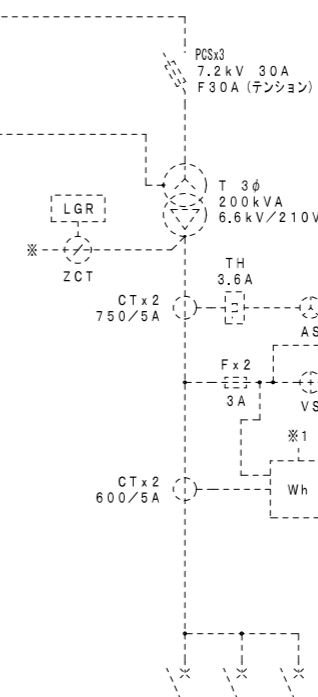 PCSx3
7.2kV 30A
F30A(テンション)
T 3φ
200kVA
6.6kV/210V
LGR
※
ZCT
TH
3.6A
CTx2
750/5A
AS
Fx2
3A
VS
※1
CTx2
600/5A
Wh